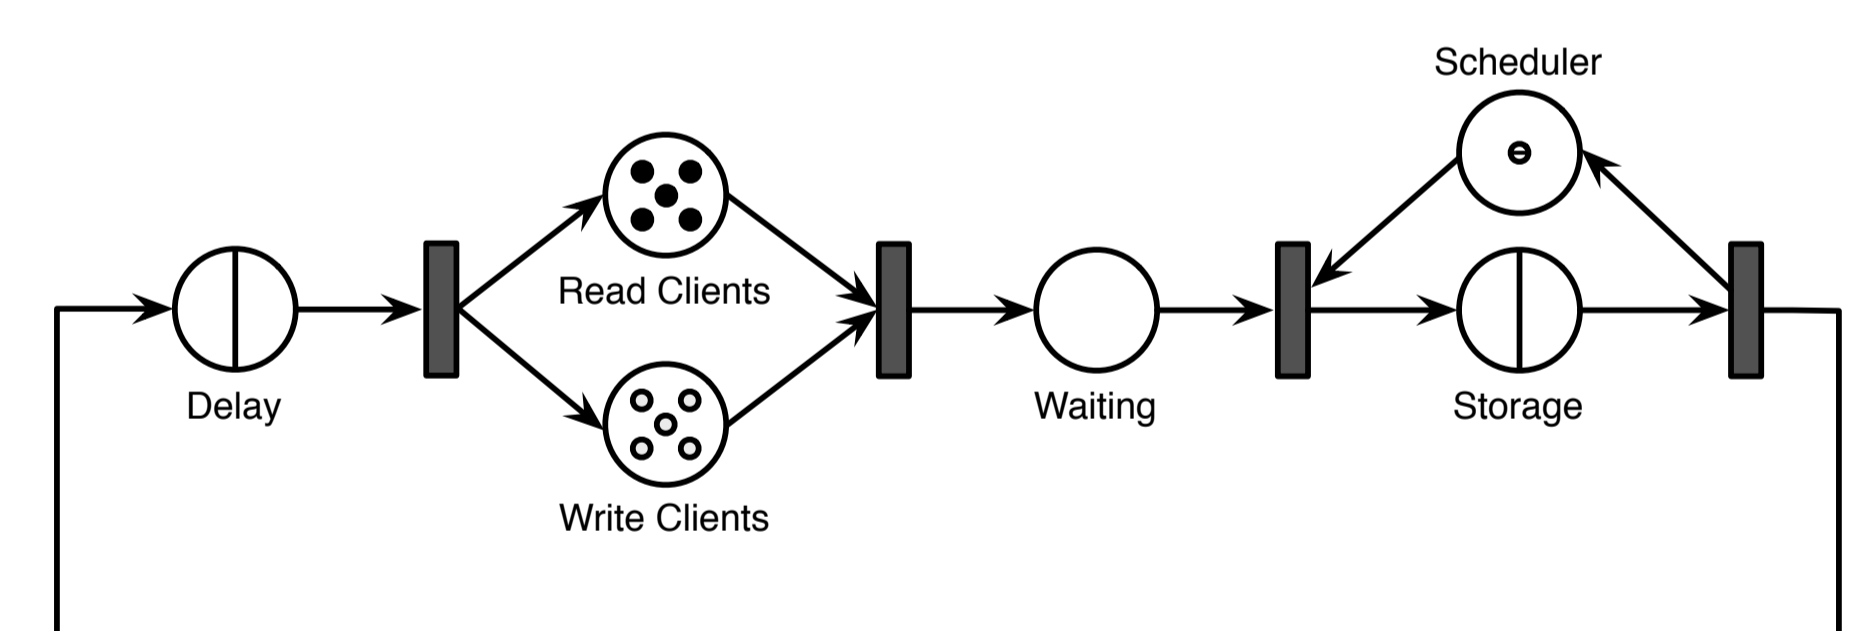 Scheduler
Read Clients
Delay
Waiting
Storage
Write Clients